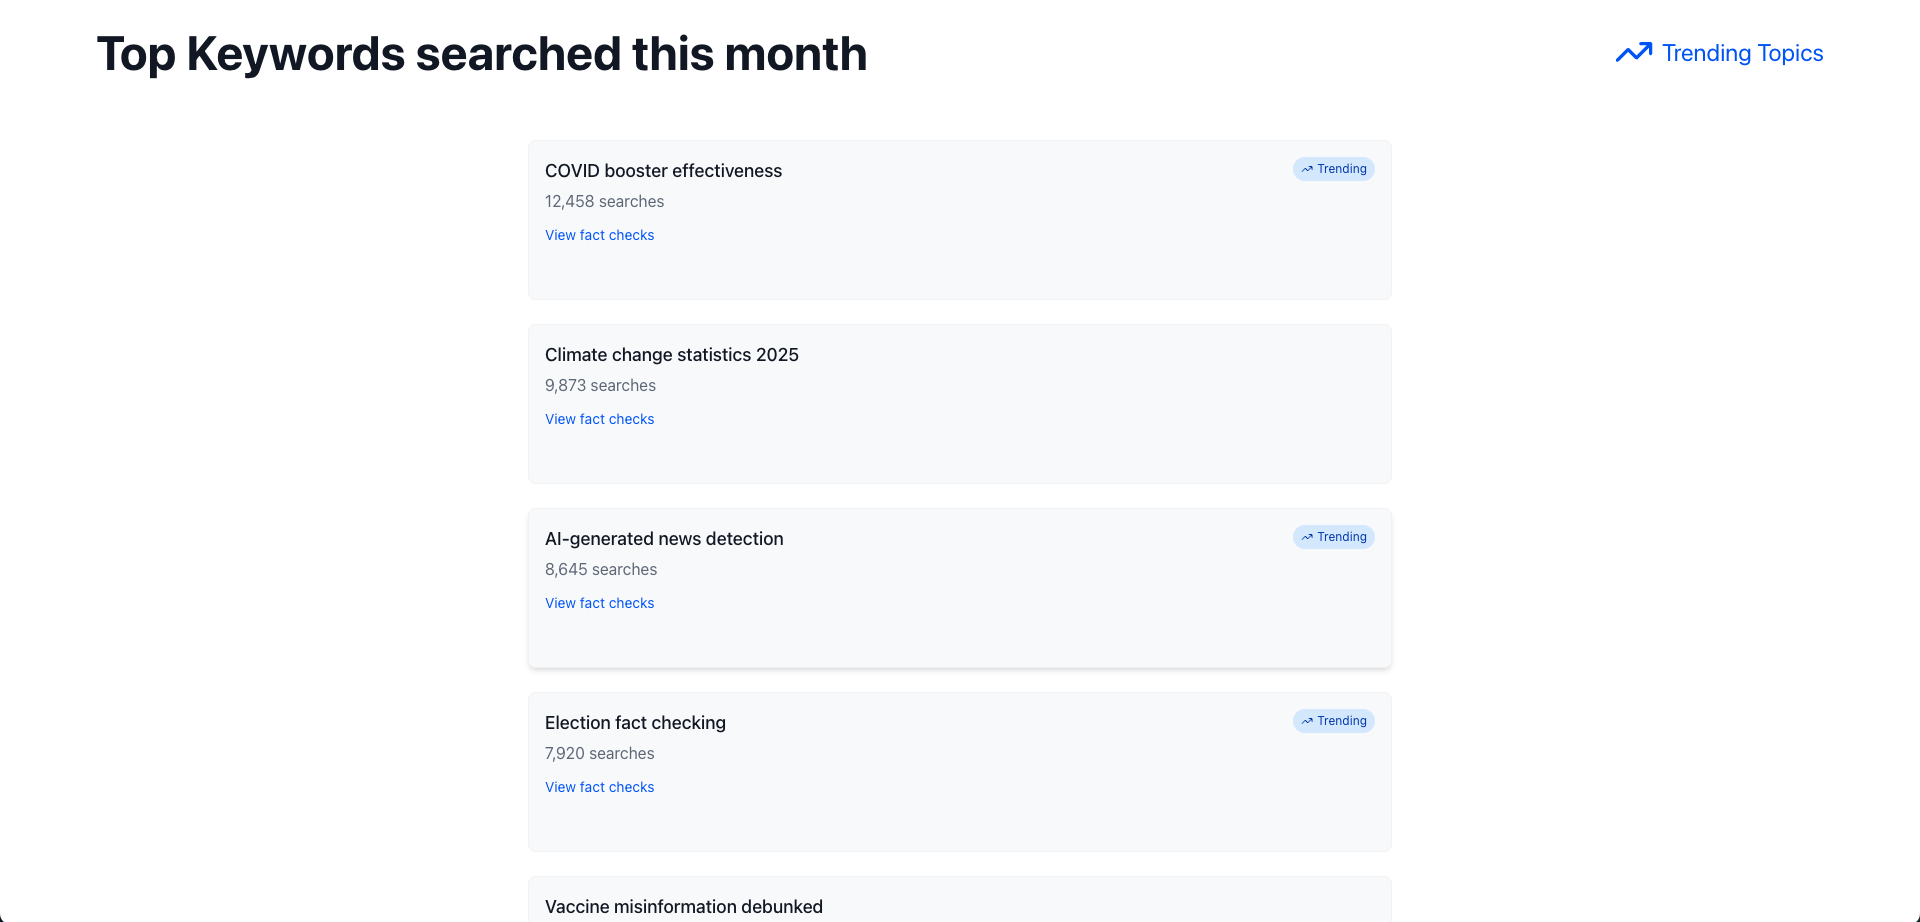 Top Keywords searched this month
Trending Topics
COVID booster effectiveness
Trending
12,458 searches
View fact checks
Climate change statistics 2025
9,873 searches
View fact checks
AI-generated news detection
Trending
8,645 searches
View fact checks
Election fact checking
Trending
7,920 searches
View fact checks
Vaccine misinformation debunked